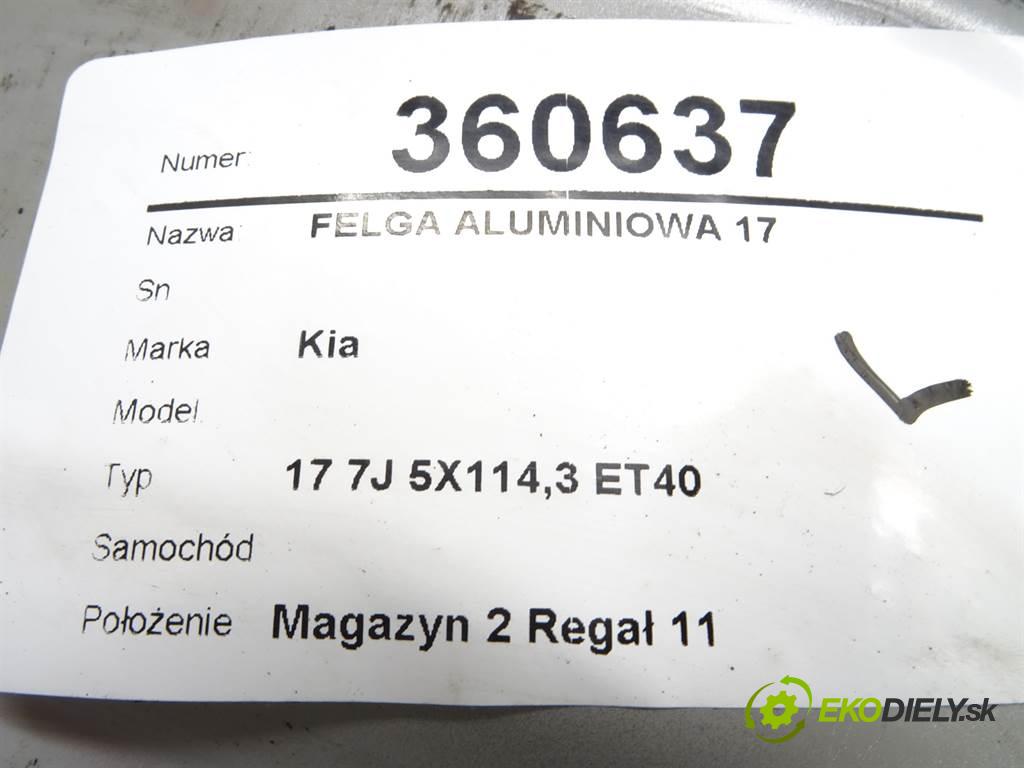 Numer: 360637
Nazwa: FELGA ALUMINIOWA 17
Sn
Marka Kia
Model
Typ 17 7J 5X114,3 ET40
Samochód
Położenie Magazyn 2 Regał 11
EKODIELY.sk